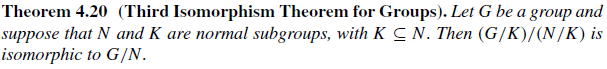 Theorem 4.20 (Third Isomorphism Theorem for Groups). Let G be a group and
suppose that N and K are normal subgroups, with K ⊆ N. Then (G/K)/(N/K) is
isomorphic to G/N.